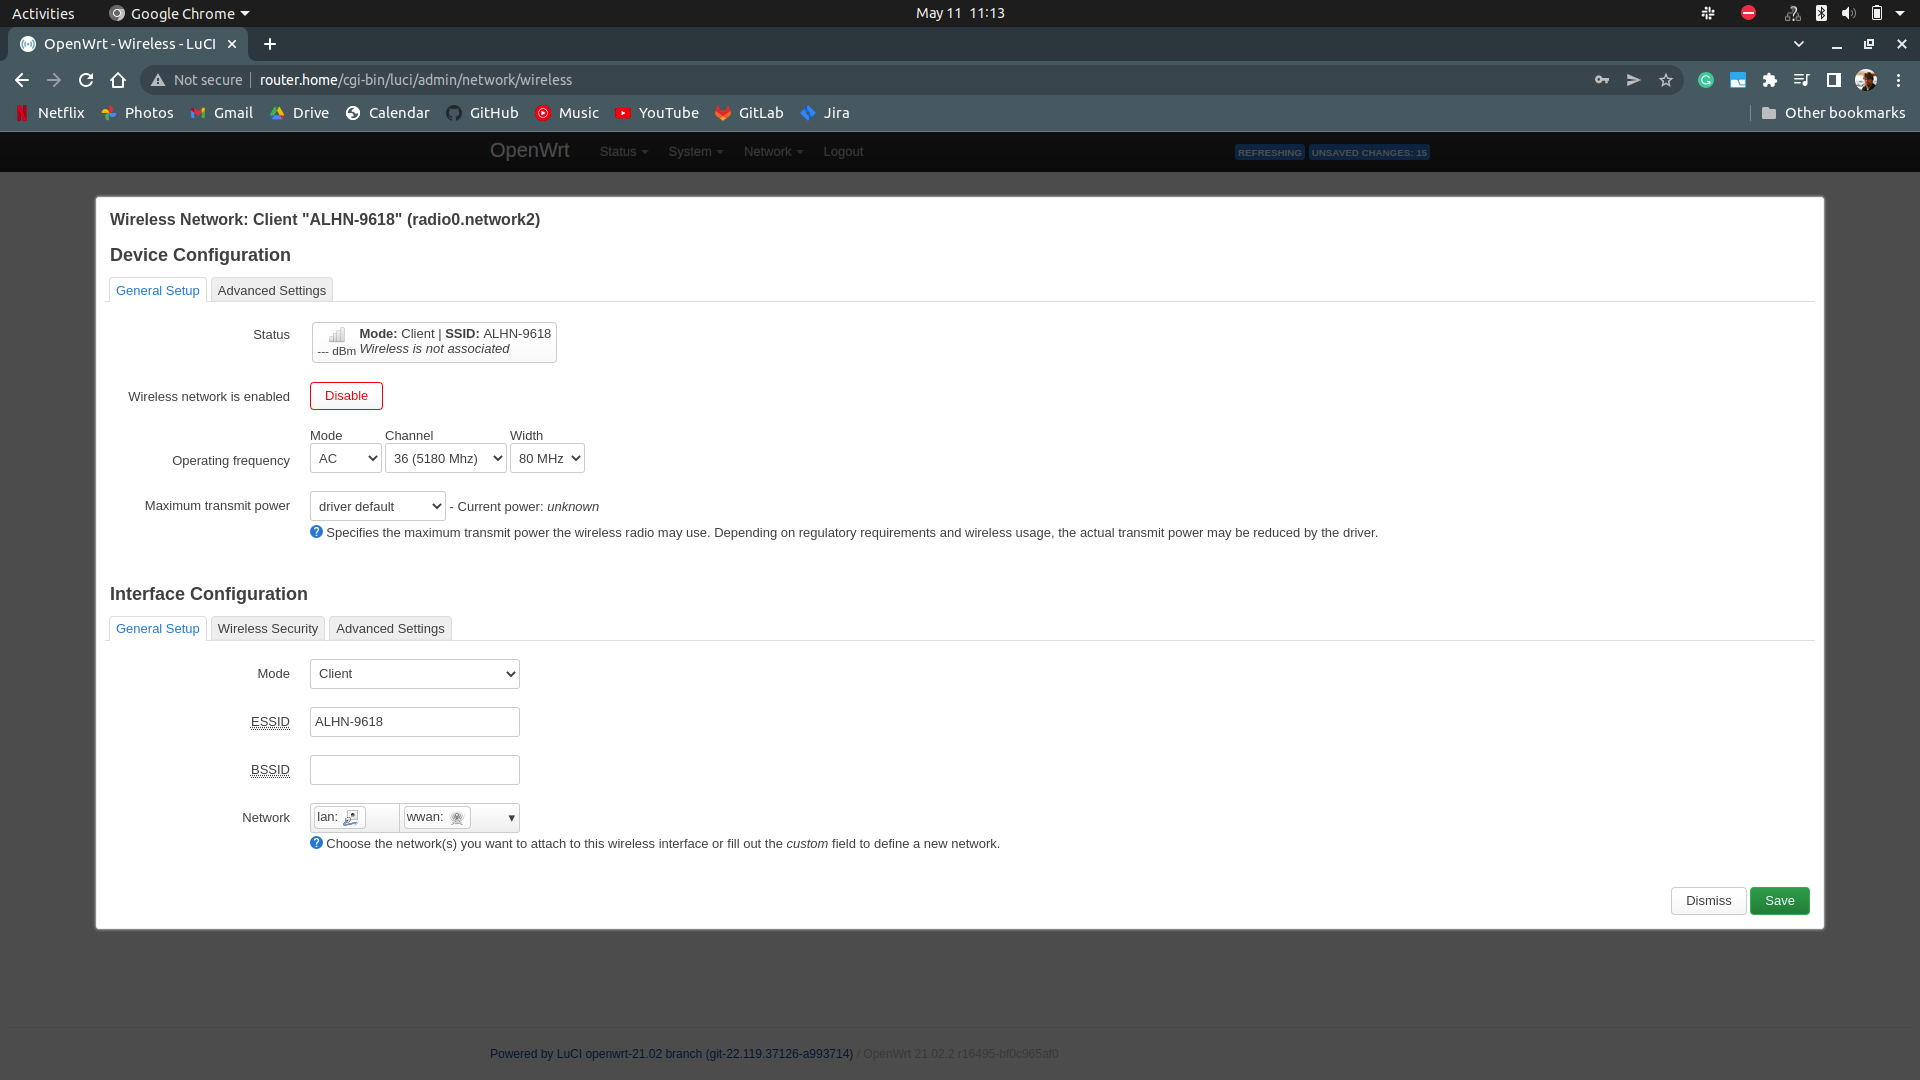 Activities Google Chrome May 11 11:13
OpenWrt - Wireless - LuCI
Not secure router.home/cgi-bin/luci/admin/network/wireless
Netflix Photos Gmail Drive Calendar GitHub Music YouTube GitLab Jira Other bookmarks
OpenWrt Status System Network Logout REFRESHING UNSAVED CHANGES: 15
Wireless Network: Client "ALHN-9618" (radio0.network2)
Device Configuration
General Setup Advanced Settings
Status Mode: Client | SSID: ALHN-9618
--- dBm Wireless is not associated
Wireless network is enabled Disable
Mode Channel Width
Operating frequency AC 36 (5180 Mhz) 80 MHz
Maximum transmit power driver default - Current power: unknown
? Specifies the maximum transmit power the wireless radio may use. Depending on regulatory requirements and wireless usage, the actual transmit power may be reduced by the driver.
Interface Configuration
General Setup Wireless Security Advanced Settings
Mode Client
ESSID ALHN-9618
BSSID
Network lan: wwan:
? Choose the network(s) you want to attach to this wireless interface or fill out the custom field to define a new network.
Dismiss Save
Powered by LuCI openwrt-21.02 branch (git-22.119.37126-a993714) / OpenWrt 21.02.2 r16495-bf0c965af0